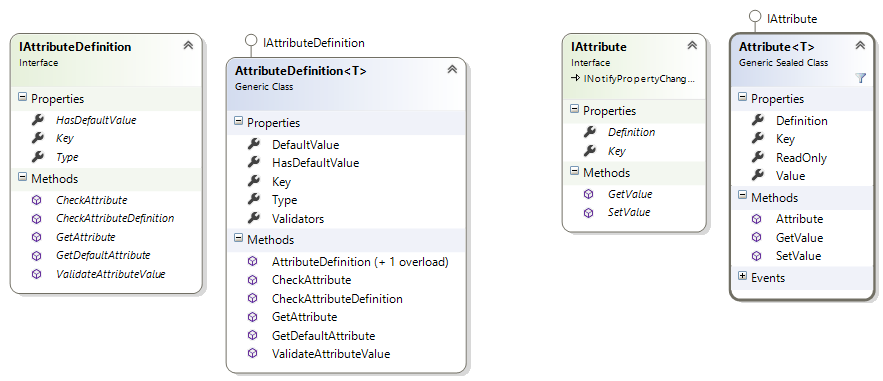 IAttributeDefinition
Interface
Properties
HasDefaultValue
Key
Type
Methods
CheckAttribute
CheckAttributeDefinition
GetAttribute
GetDefaultAttribute
ValidateAttributeValue
IAttributeDefinition
AttributeDefinition<T>
Generic Class
Properties
DefaultValue
HasDefaultValue
Key
Type
Validators
Methods
AttributeDefinition (+ 1 overload)
CheckAttribute
CheckAttributeDefinition
GetAttribute
GetDefaultAttribute
ValidateAttributeValue
IAttribute
Interface
INotifyPropertyChang...
Properties
Definition
Key
Methods
GetValue
SetValue
IAttribute
Attribute<T>
Generic Sealed Class
Properties
Definition
Key
ReadOnly
Value
Methods
Attribute
GetValue
SetValue
Events